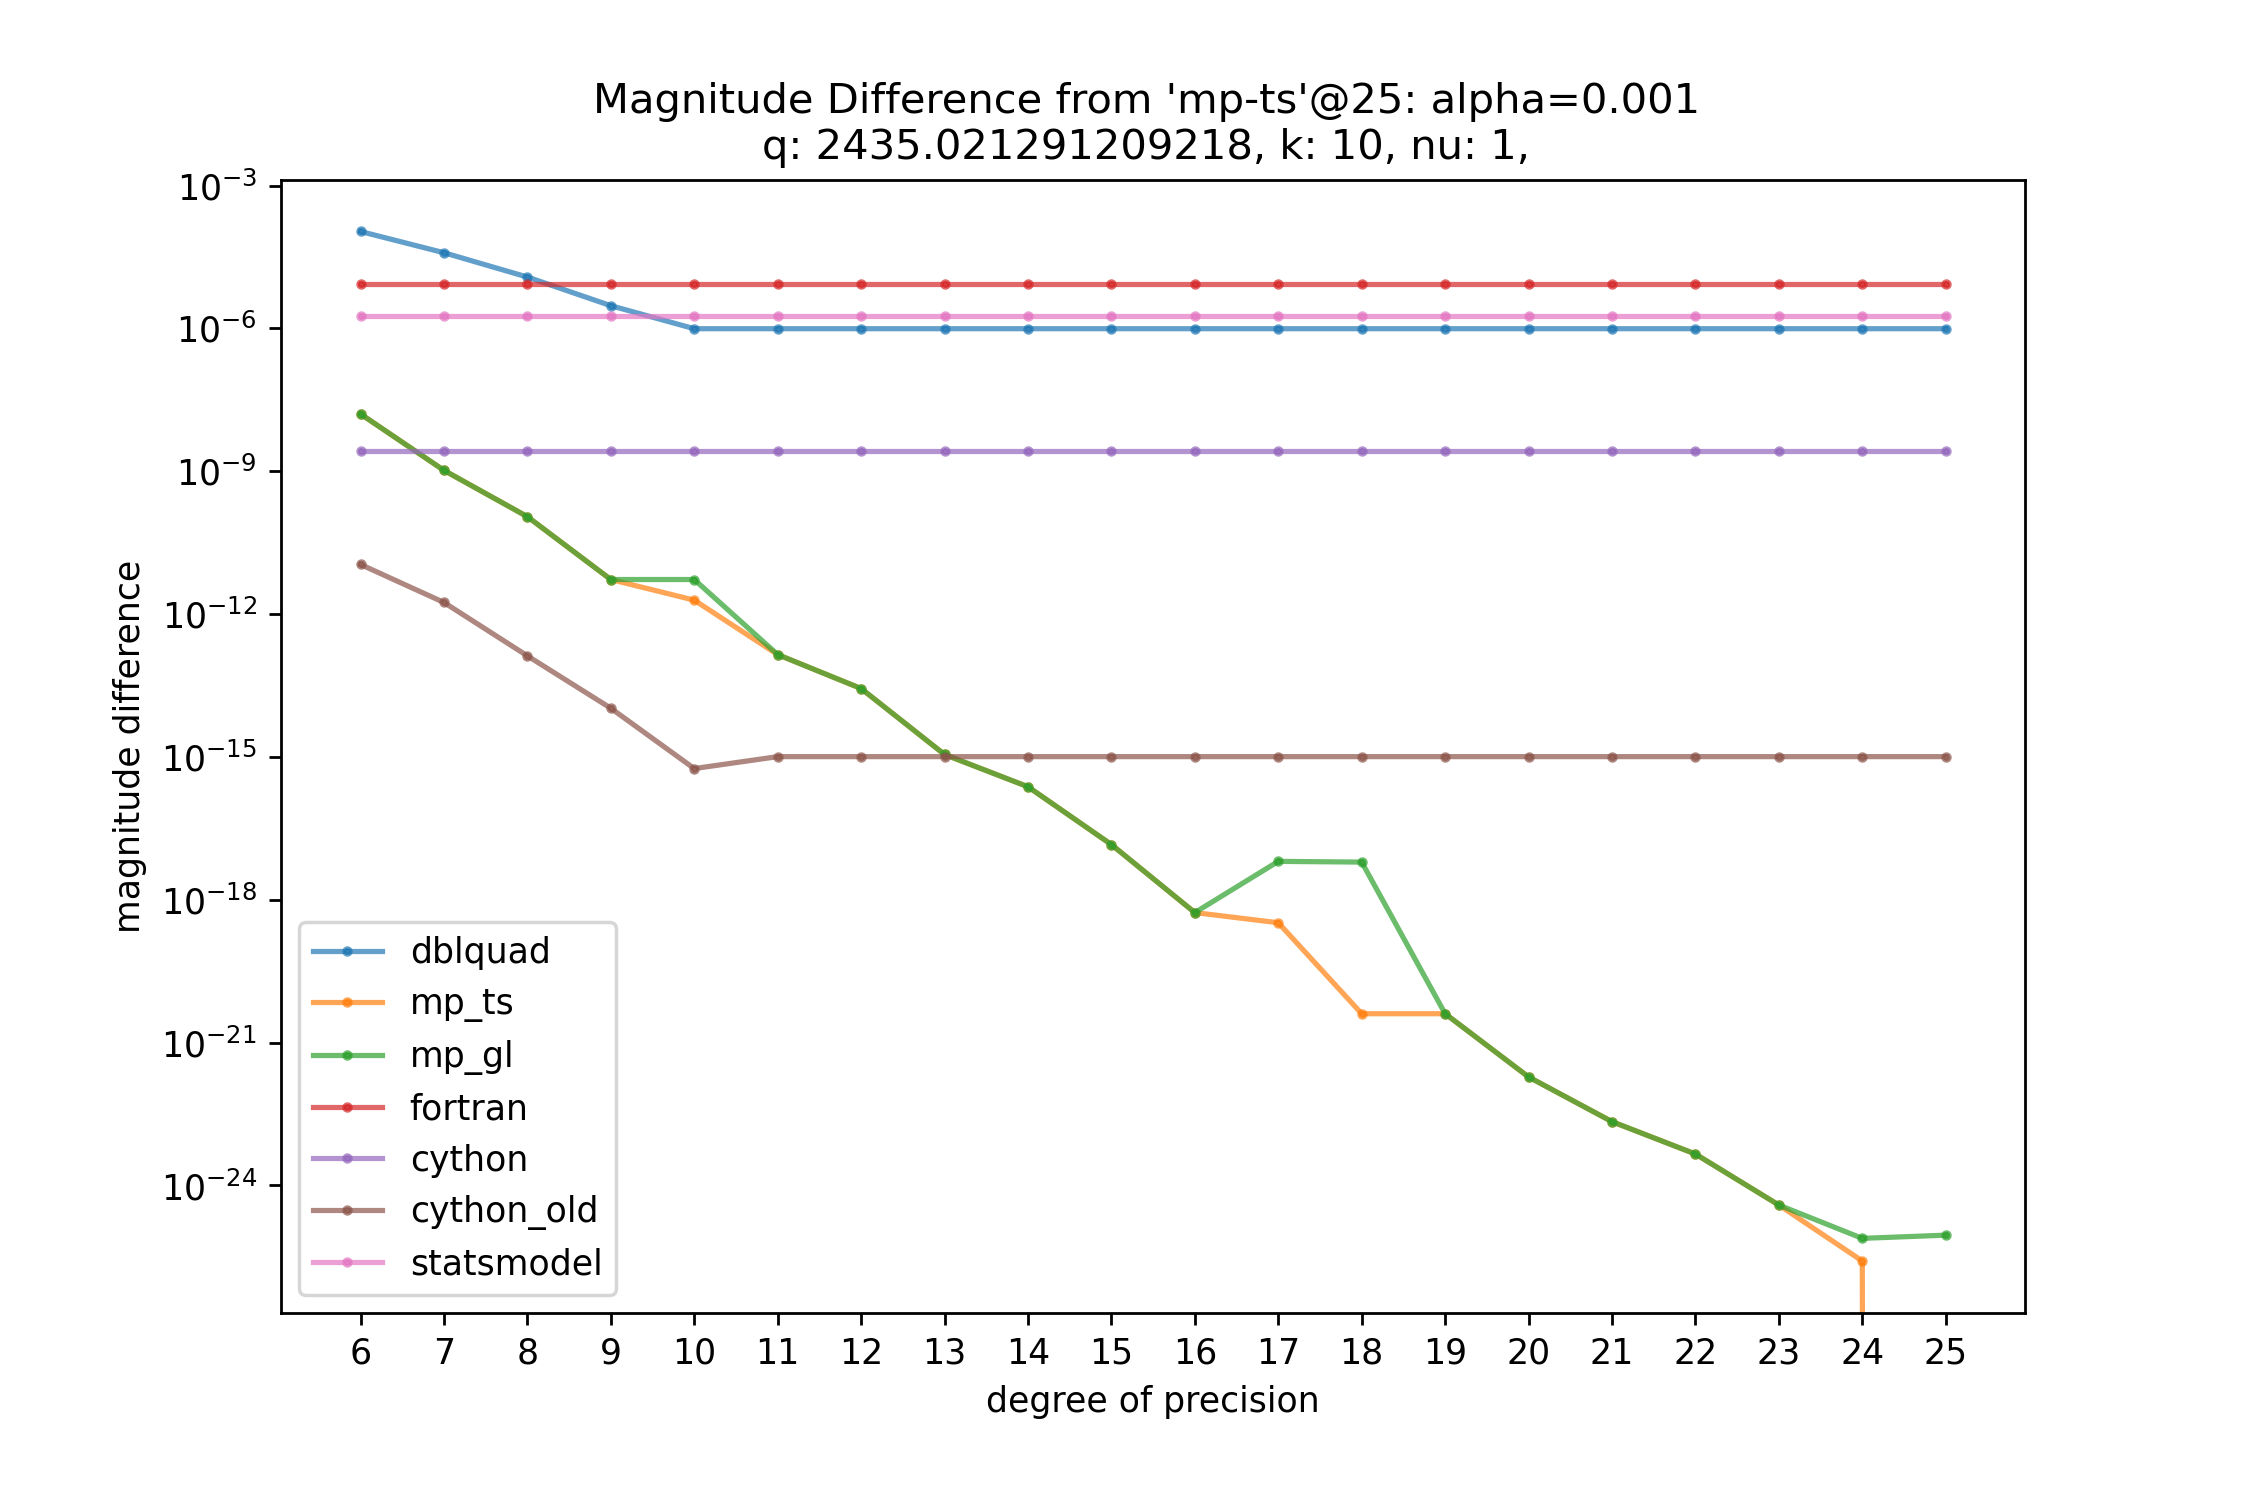 Magnitude Difference from 'mp-ts'@25: alpha=0.001
q: 2435.021291209218, k: 10, nu: 1,
magnitude difference
10^{-3}
10^{-6}
10^{-9}
10^{-12}
10^{-15}
10^{-18}
10^{-21}
10^{-24}
dblquad
mp_ts
mp_gl
fortran
cython
cython_old
statsmodel
6 7 8 9 10 11 12 13 14 15 16 17 18 19 20 21 22 23 24 25
degree of precision